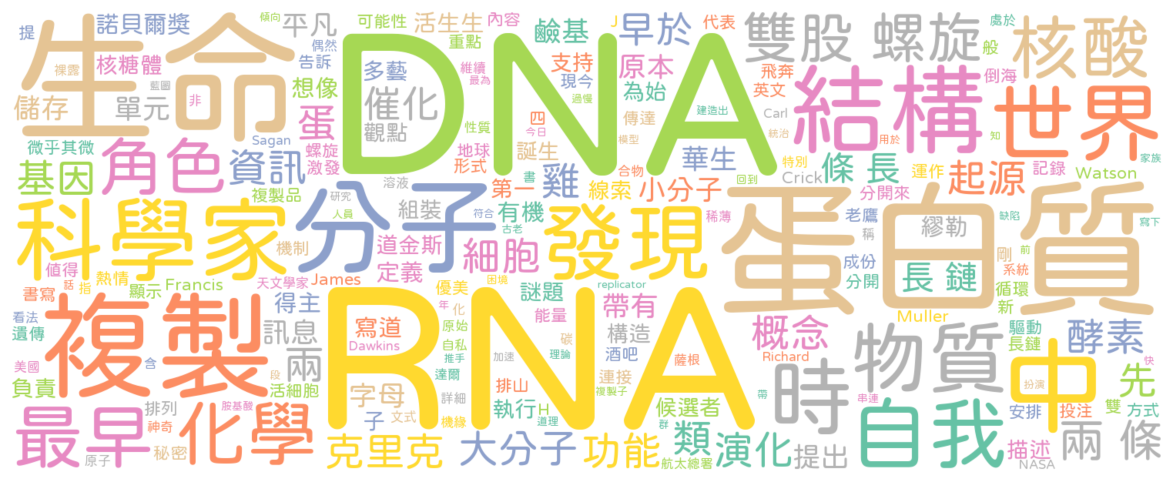 生命
DNA
RNA
蛋白質
結構
世界
核酸
雙股 螺旋
科學家
分子
發現
複製
化學
最早
物質
自我
中
時
角色
資訊
基因
催化
觀點
早於
鹼基
諾貝爾獎
平凡
可能性
活生生
內容
J
代表
處於
提
裸露
藍圖
核糖體
非
傾向
偶然
告訴
重點
多藝
想像
維續
最為
支持
原本
為始
飛奔
英文
般
倒海
儲存
單元
蛋
現今
過慢
建造出
Carl
統治
模型
用於
知
家族
微乎其微
Sagan
螺旋
激發
性質
地球
形式
四
今日
傳達
誕生
華生
條 長
Crick
運作
記錄
起源
Watson
特別
合物
回到
書
雞
第一
線索
小分子
分開來
複製品
溶液
研究
人員
組裝
有機
符合
古老
稀薄
老鷹
稱
繆勒
缺陷
寫下
剛
前
系統
機制
道金斯
定義
細胞
成份
分開
長 鏈
循環
新
值得
話
熱情
指
天文學家
James
顯示
Francis
書寫
得主
優美
困境
謎題
replicator
能量
帶有
Muller
概念
驅動
長鏈
酵素
看法
遺傳
訊息
兩
寫道
Dawkins
年
化
原始
自私
推手
碳
理論
構造
酒吧
薩根
Richard
快
美國
負責
含
段
活細胞
達爾
加速
排山
連接
複製子
需
串連
扮演
先
胺基酸
排列
神奇
字母
詳細
子
文式
機緣
執行
H
道理
候選者
群
安排
投注
雙
方式
原子
秘密
克里克
大分子
功能
類
演化
提出
航太總署
描述
NASA
兩 條